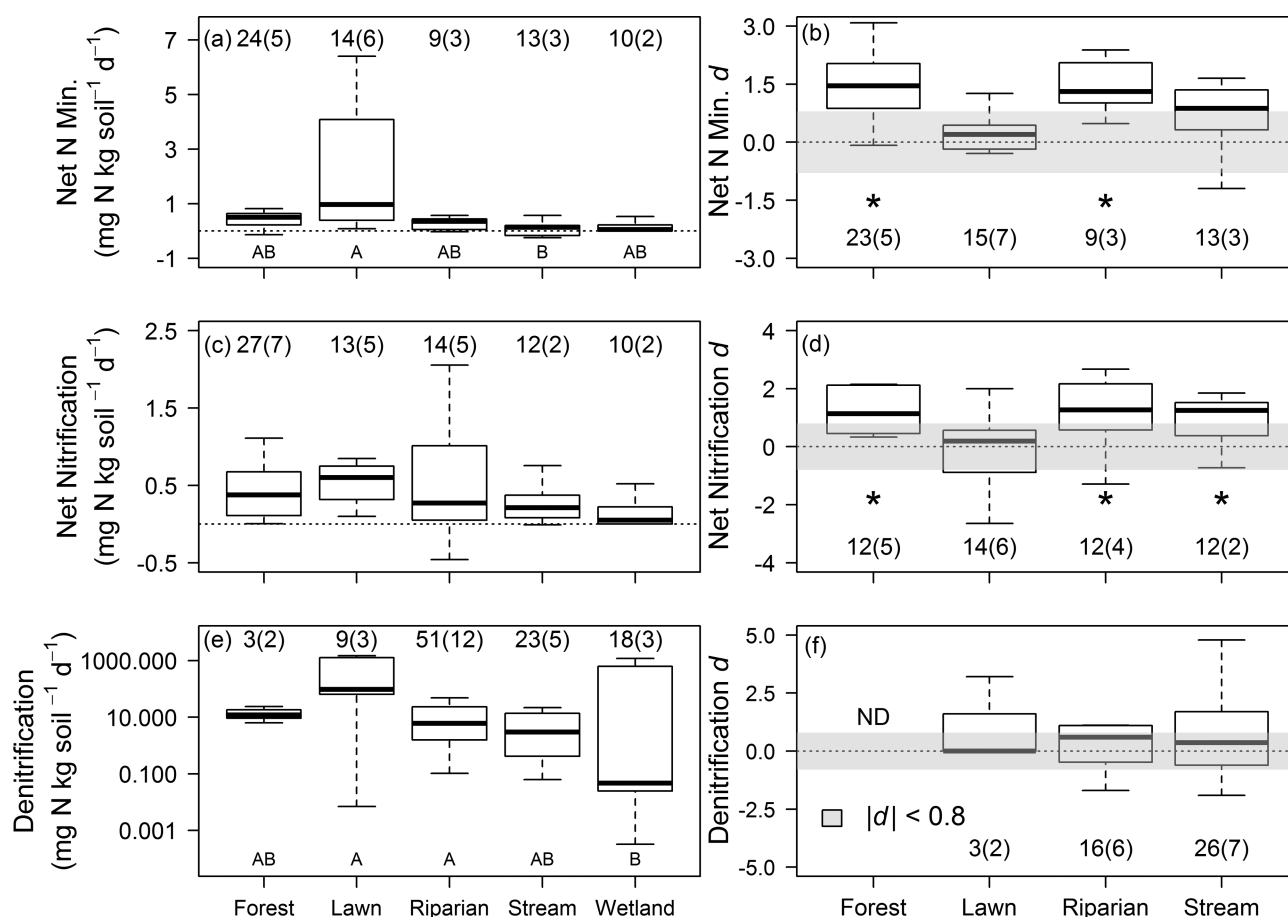 Net N Min.
(mg N kg soil⁻¹ d⁻¹)
7
5
3
1
-1
(a) 24(5) 14(6) 9(3) 13(3) 10(2)
AB A AB B AB
Net N Min. d
3.0
1.5
0.0
-1.5
-3.0
(b)
* *
23(5) 15(7) 9(3) 13(3)
Net Nitrification
(mg N kg soil⁻¹ d⁻¹)
2.5
1.5
0.5
-0.5
(c) 27(7) 13(5) 14(5) 12(2) 10(2)
Net Nitrification d
4
2
0
-2
-4
(d)
* * *
12(5) 14(6) 12(4) 12(2)
Denitrification
(mg N kg soil ⁻¹ d⁻¹)
1000.000
10.000
0.100
0.001
(e) 3(2) 9(3) 51(12) 23(5) 18(3)
AB A A AB B
Forest Lawn Riparian Stream Wetland
Denitrification d
5.0
2.5
0.0
-2.5
-5.0
(f)
ND
|d| < 0.8
3(2) 16(6) 26(7)
Forest Lawn Riparian Stream